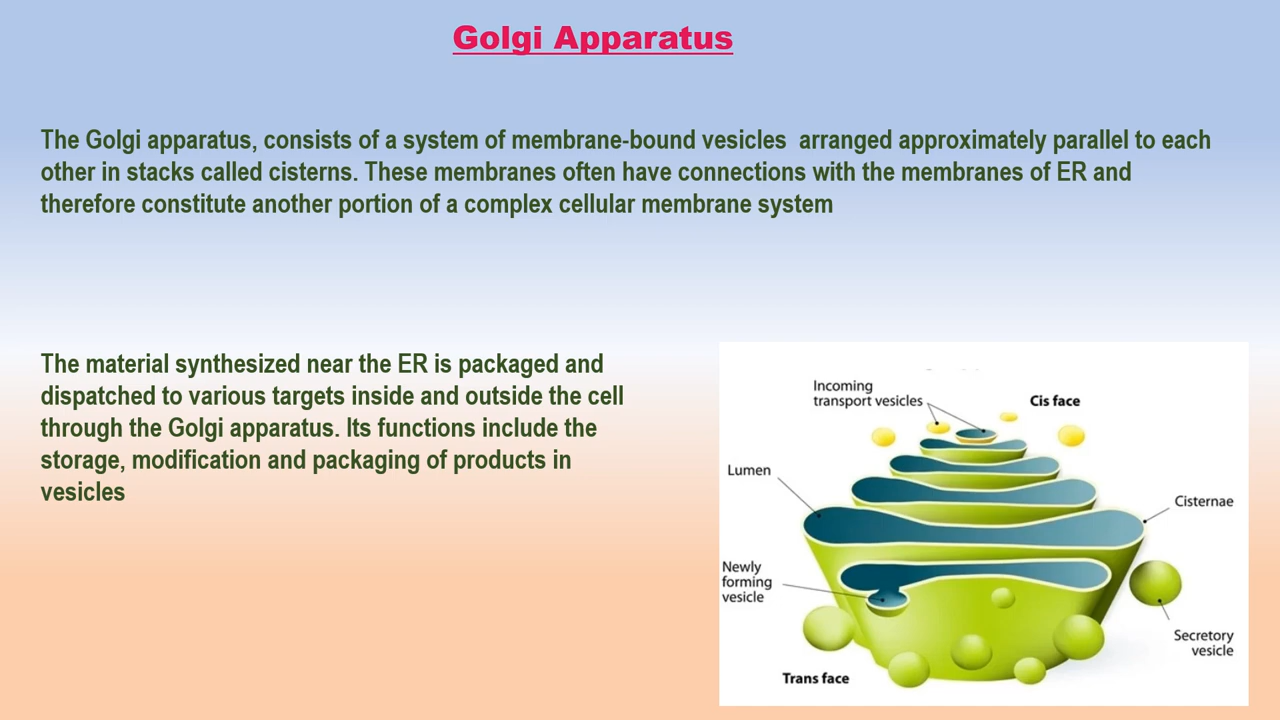 Golgi Apparatus
The Golgi apparatus, consists of a system of membrane-bound vesicles  arranged approximately parallel to each
other in stacks called cisterns. These membranes often have connections with the membranes of ER and
therefore constitute another portion of a complex cellular membrane system
The material synthesized near the ER is packaged and
dispatched to various targets inside and outside the cell
through the Golgi apparatus. Its functions include the
storage, modification and packaging of products in
vesicles
Incoming
transport vesicles
Cis face
Lumen
Cisternae
Newly
forming
vesicle
Secretory
vesicle
Trans face